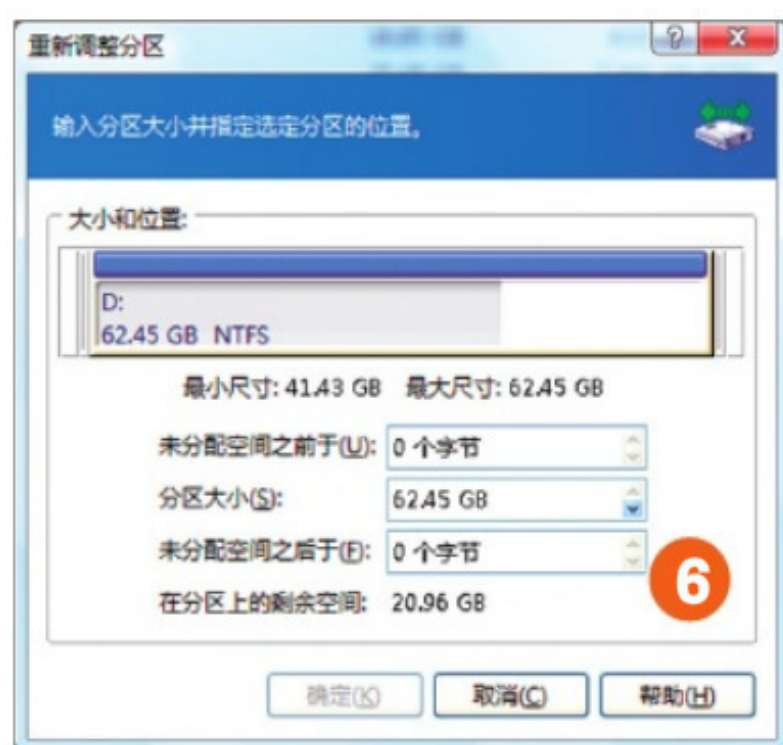 重新调整分区
输入分区大小并指定选定分区的位置。
大小和位置:
D:
62.45 GB NTFS
最小尺寸: 41.43 GB 最大尺寸: 62.45 GB
未分配空间之前于(U): 0 个字节
分区大小(S): 62.45 GB
未分配空间之后于(F): 0 个字节
6
在分区上的剩余空间: 20.96 GB
确定(K) 取消(C) 帮助(H)